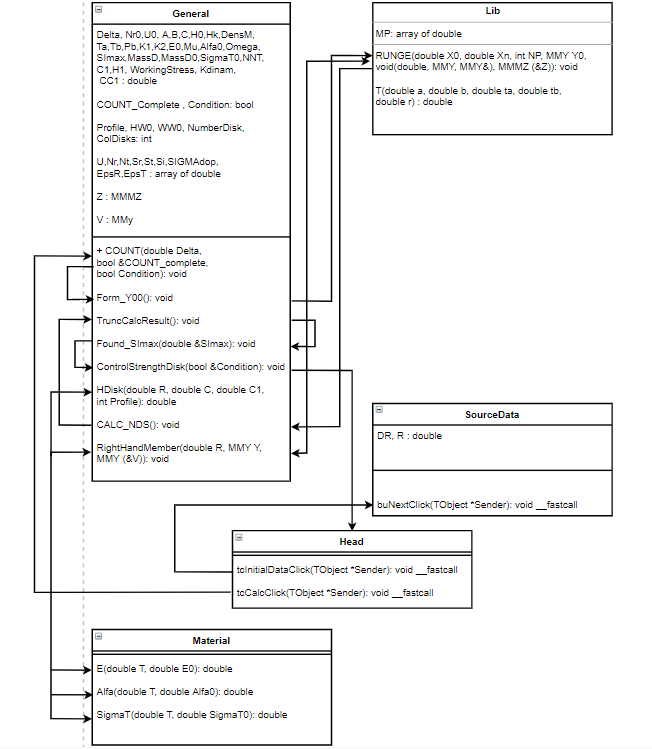 General
Delta, Nr0,U0, A,B,C,H0,Hk,DensM,
Ta,Tb,Pb,K1,K2,E0,Mu,Alfa0,Omega,
SImax,MassD,MassD0,SigmaT0,NNT,
C1,H1, WorkingStress, Kdinam,
CC1 : double
COUNT_Complete , Condition: bool
Profile, HW0, WW0, NumberDisk,
ColDisks: int
U,Nr,Nt,Sr,St,Si,SIGMAdop,
EpsR,EpsT : array of double
Z : MMMZ
V : MMy
+ COUNT(double Delta,
bool &COUNT_complete,
bool Condition): void
Form_Y00(): void
TruncCalcResult(): void
Found_SImax(double &SImax): void
ControlStrengthDisk(bool &Condition): void
HDisk(double R, double C, double C1,
int Profile): double
CALC_NDS(): void
RightHandMember(double R, MMY Y,
MMY (&V)): void
Lib
MP: array of double
RUNGE(double X0, double Xn, int NP, MMY Y0,
void(double, MMY, MMY&), MMMZ (&Z)): void
T(double a, double b, double ta, double tb,
double r) : double
SourceData
DR, R : double
buNextClick(TObject *Sender): void __fastcall
Head
tcInitialDataClick(TObject *Sender): void __fastcall
tcCalcClick(TObject *Sender): void __fastcall
Material
E(double T, double E0): double
Alfa(double T, double Alfa0): double
SigmaT(double T, double SigmaT0): double